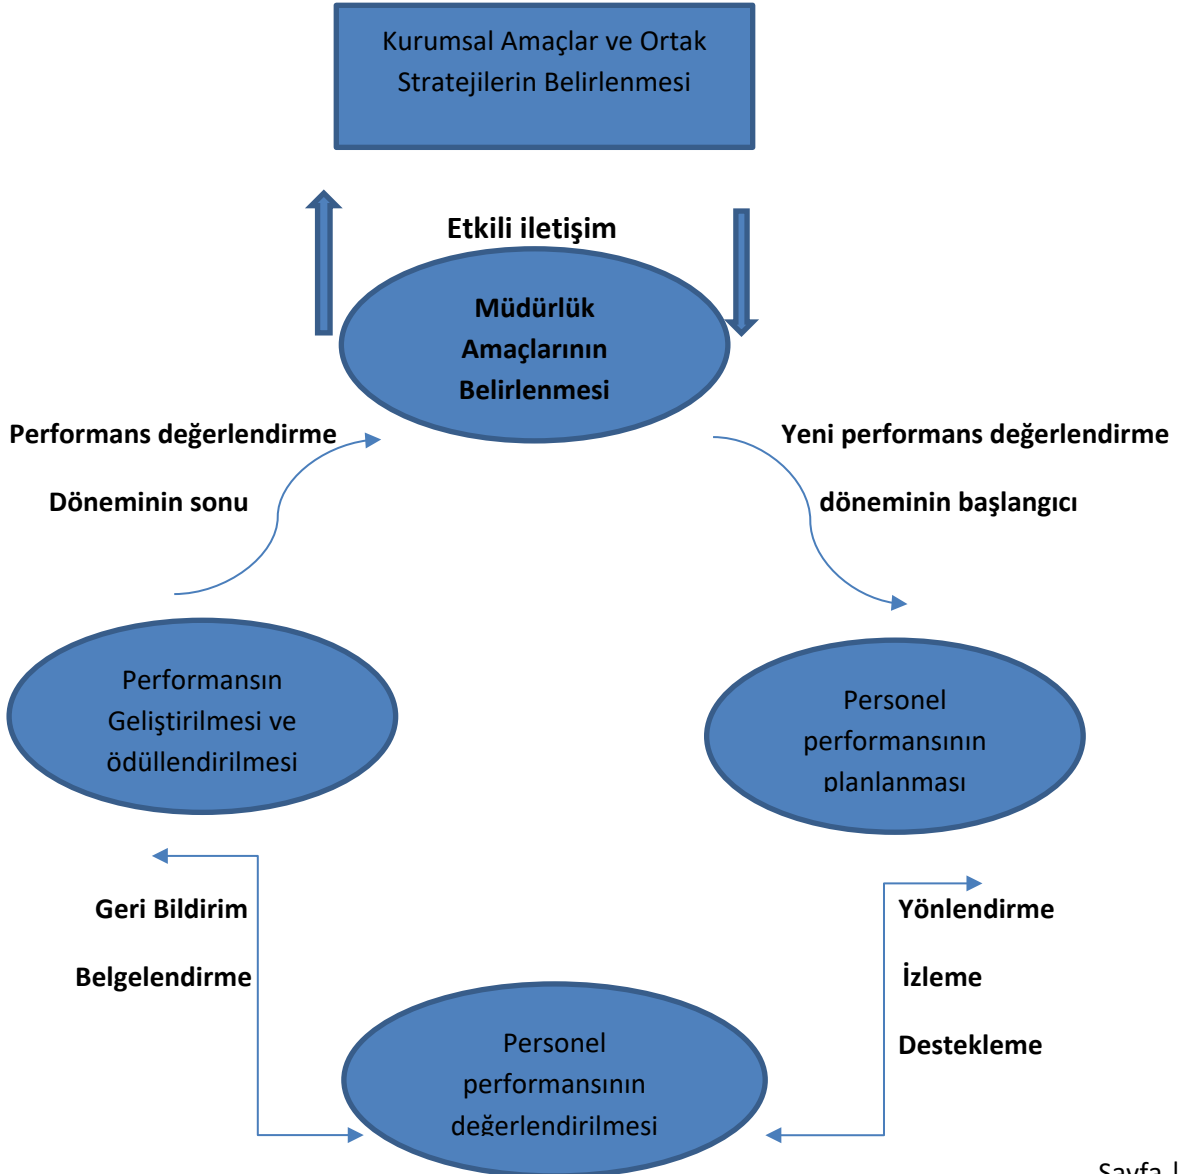 Kurumsal Amaçlar ve Ortak
Stratejilerin Belirlenmesi
Etkili iletişim
Müdürlük
Amaçlarının
Belirlenmesi
Performans değerlendirme
Döneminin sonu
Yeni performans değerlendirme
döneminin başlangıcı
Performansın
Geliştirilmesi ve
ödüllendirilmesi
Personel
performansının
planlanması
Geri Bildirim
Belgelendirme
Yönlendirme
İzleme
Destekleme
Personel
performansının
değerlendirilmesi
Sayfa |